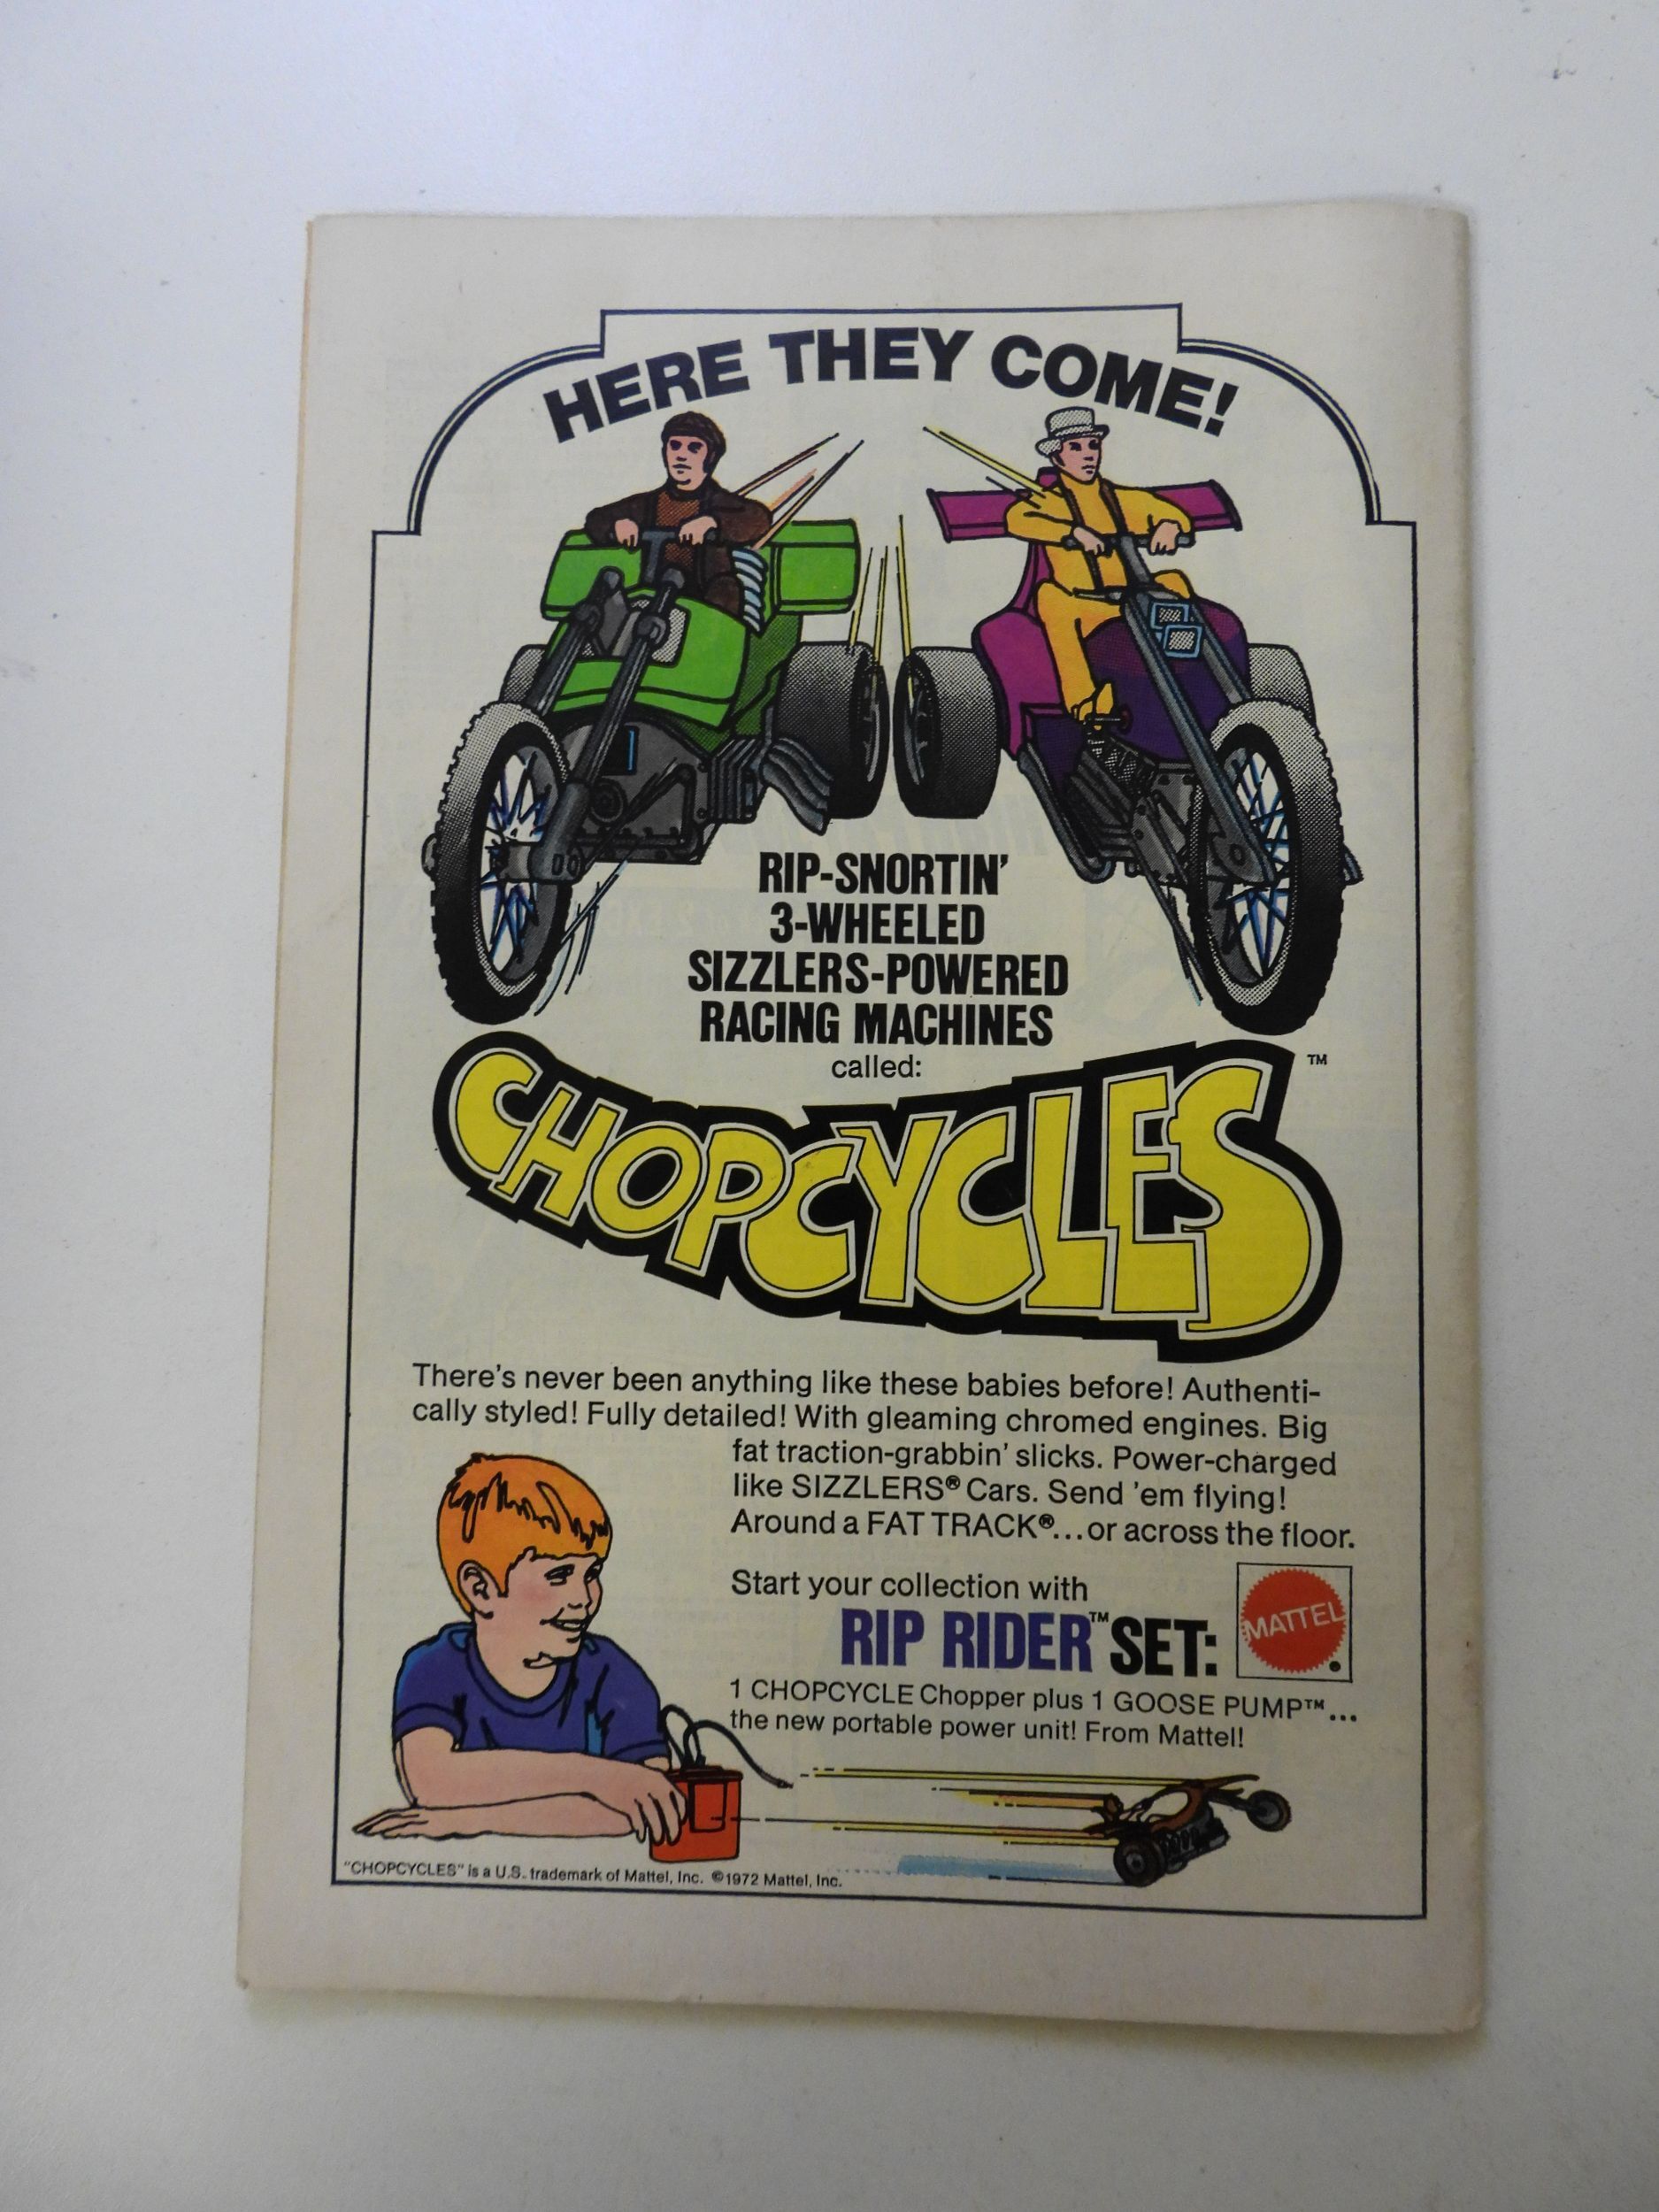 HERE THEY COME!
RIP-SNORTIN'
3-WHEELED
SIZZLERS-POWERED
RACING MACHINES
called:
CHOPCYCLES™
There's never been anything like these babies before! Authenti-
cally styled! Fully detailed! With gleaming chromed engines. Big
fat traction-grabbin' slicks. Power-charged
like SIZZLERS® Cars. Send 'em flying!
Around a FAT TRACK®...or across the floor.
Start your collection with
RIP RIDER™ SET:
MATTEL
1 CHOPCYCLE Chopper plus 1 GOOSE PUMP™...
the new portable power unit! From Mattel!
"CHOPCYCLES" is a U.S. trademark of Mattel, Inc. ©1972 Mattel, Inc.